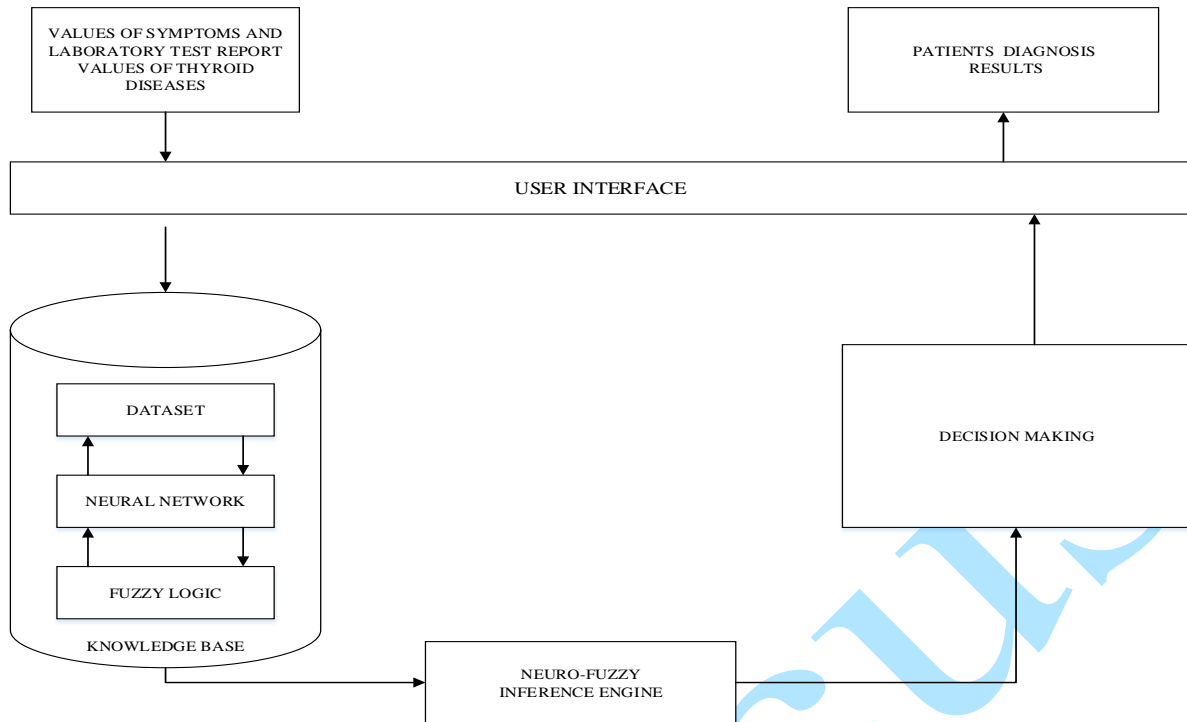 VALUES OF SYMPTOMS AND
LABORATORY TEST REPORT
VALUES OF THYROID
DISEASES
PATIENTS DIAGNOSIS
RESULTS
USER INTERFACE
DATASET
NEURAL NETWORK
FUZZY LOGIC
KNOWLEDGE BASE
DECISION MAKING
NEURO-FUZZY
INFERENCE ENGINE